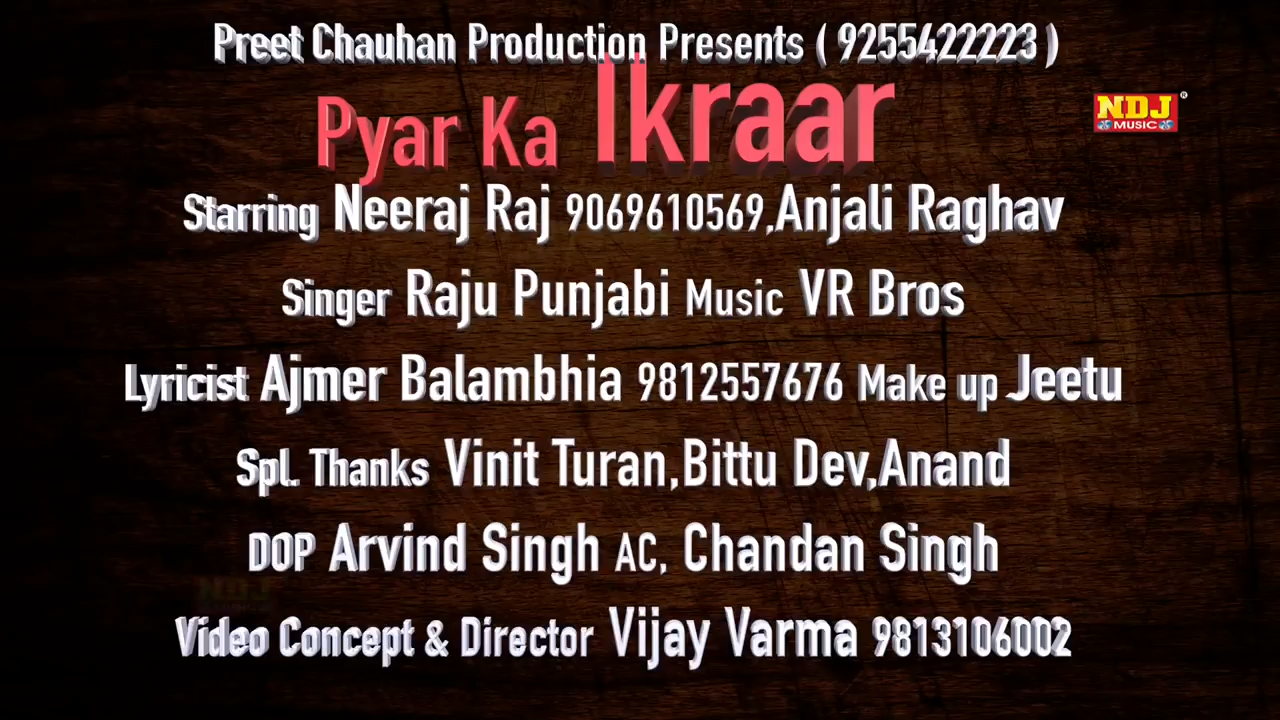 Preet Chauhan Production Presents ( 9255422223 )
Pyar Ka Ikraar
NDJ ®
MUSIC
Starring Neeraj Raj 9069610569,Anjali Raghav
Singer Raju Punjabi Music VR Bros
Lyricist Ajmer Balambhia 9812557676 Make up Jeetu
Spl. Thanks Vinit Turan,Bittu Dev,Anand
DOP Arvind Singh AC, Chandan Singh
NDJ
Video Concept & Director Vijay Varma 9813106002